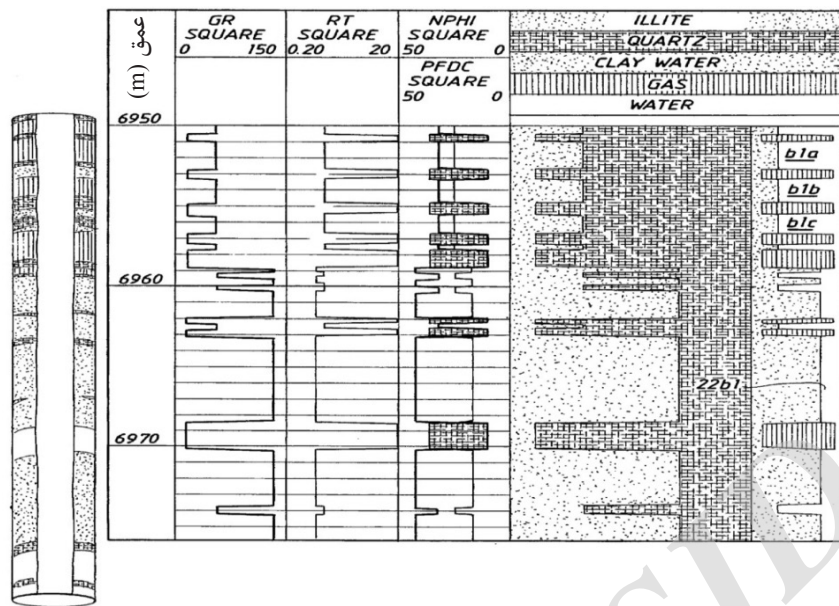 عمق (m)
GR
SQUARE
0 150
RT
SQUARE
0.20 20
NPHI
SQUARE
50 0
PFDC
SQUARE
50 0
ILLITE
QUARTZ
CLAY WATER
GAS
WATER
6950
b1a
b1b
b1c
6960
22b1
6970
SID